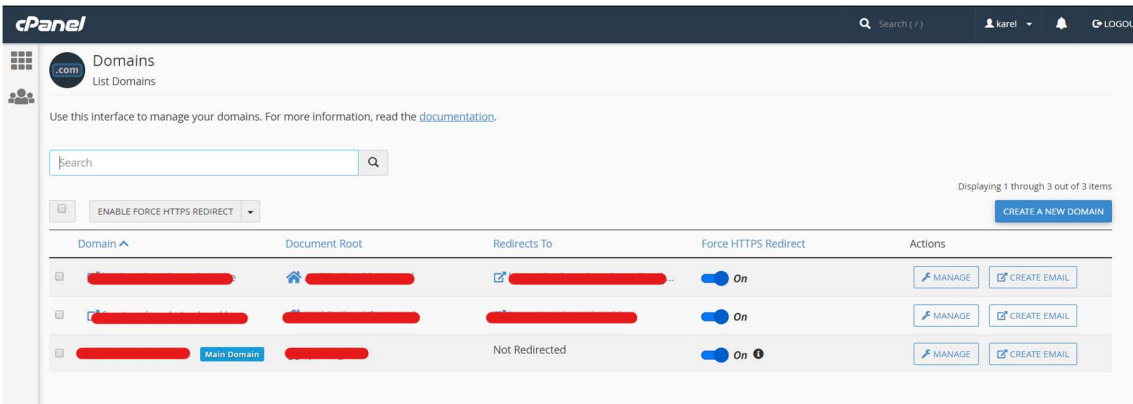 cPanel
Search ( / )
karel
LOGOU
.com
Domains
List Domains
Use this interface to manage your domains. For more information, read the documentation.
Search
Displaying 1 through 3 out of 3 items
ENABLE FORCE HTTPS REDIRECT
CREATE A NEW DOMAIN
Domain Document Root Redirects To Force HTTPS Redirect Actions
... On MANAGE CREATE EMAIL
On MANAGE CREATE EMAIL
Main Domain Not Redirected On MANAGE CREATE EMAIL